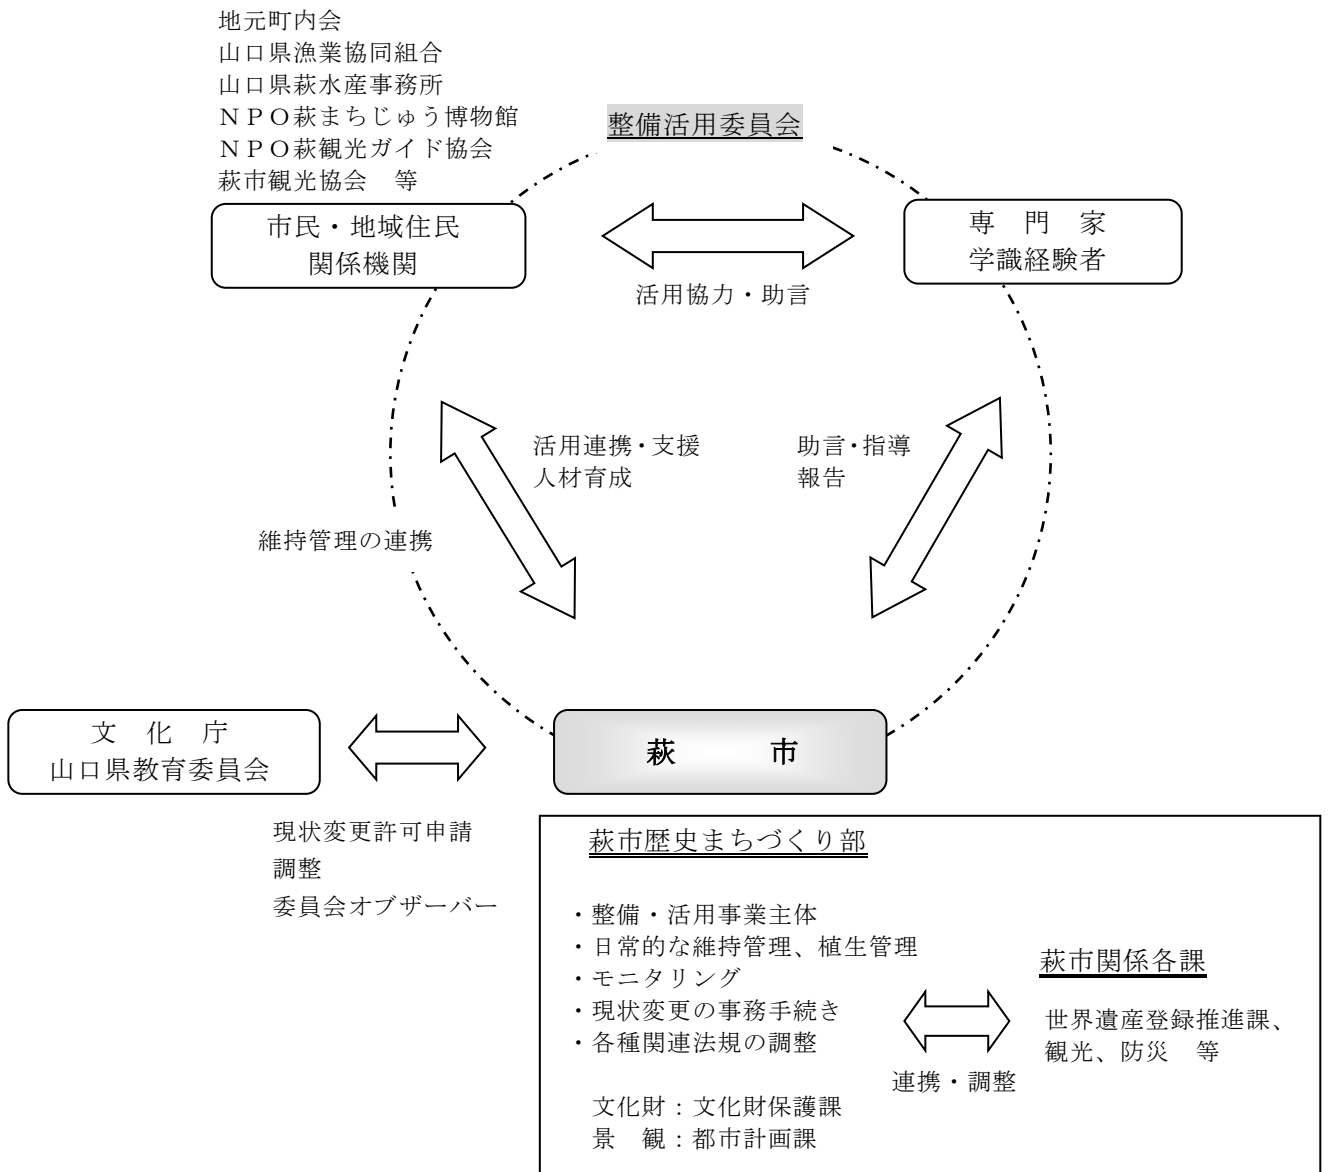 地元町内会
山口県漁業協同組合
山口県萩水産事務所
ＮＰＯ萩まちじゅう博物館
ＮＰＯ萩観光ガイド協会
萩市観光協会　等
整備活用委員会
市民・地域住民
関係機関
専　門　家
学識経験者
活用協力・助言
活用連携・支援
人材育成
助言・指導
報告
維持管理の連携
文　化　庁
山口県教育委員会
萩　　　市
現状変更許可申請
調整
委員会オブザーバー
萩市歴史まちづくり部
・整備・活用事業主体
・日常的な維持管理、植生管理
・モニタリング
・現状変更の事務手続き
・各種関連法規の調整
文化財：文化財保護課
景　観：都市計画課
連携・調整
萩市関係各課
世界遺産登録推進課、
観光、防災　等